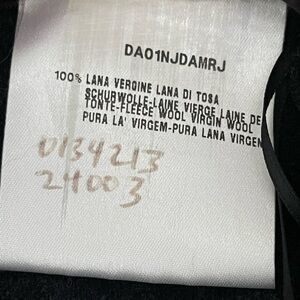 DA01NJDAMRJ
100% LANA VERGINE LANA DI TOSA
SCHURWOLLE-LAINE VIERGE LAINE DE
TONTE-FLEECE WOOL VIRGIN WOOL
PURA LA' VIRGEM-PURA LANA VIRGEN
0134213
24003